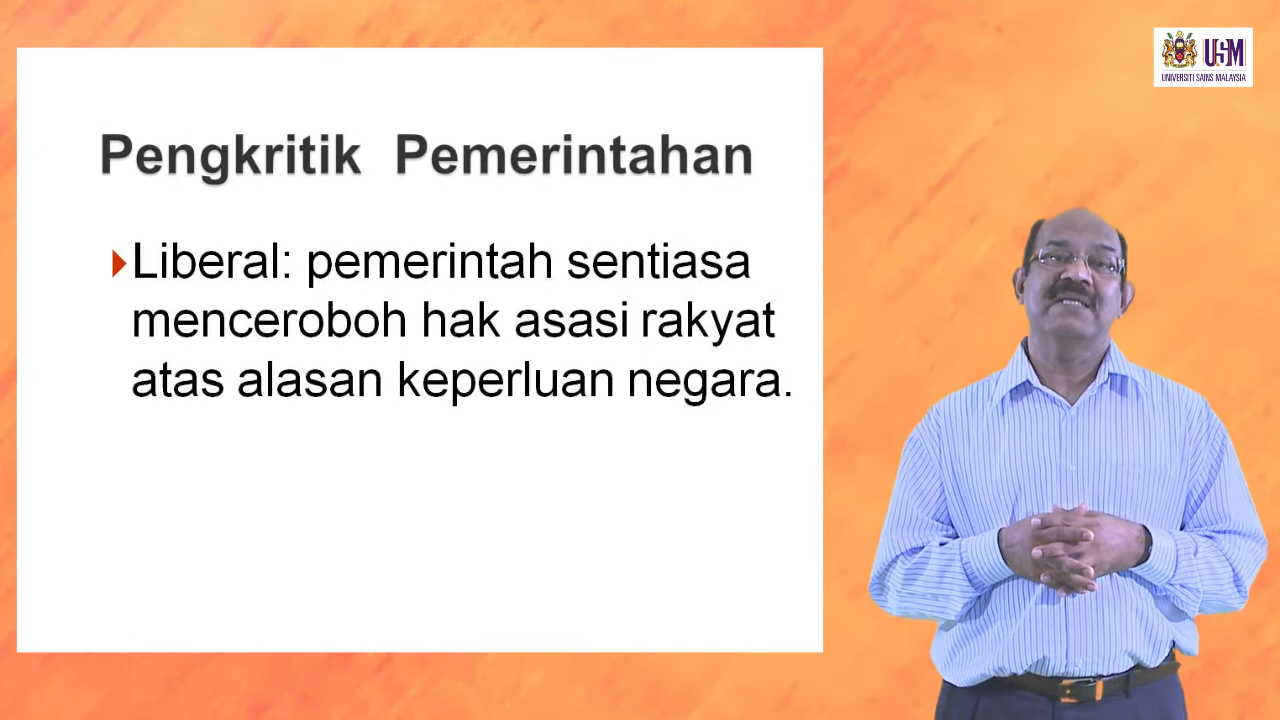 USM
UNIVERSITI SAINS MALAYSIA
Pengkritik Pemerintahan
Liberal: pemerintah sentiasa
menceroboh hak asasi rakyat
atas alasan keperluan negara.